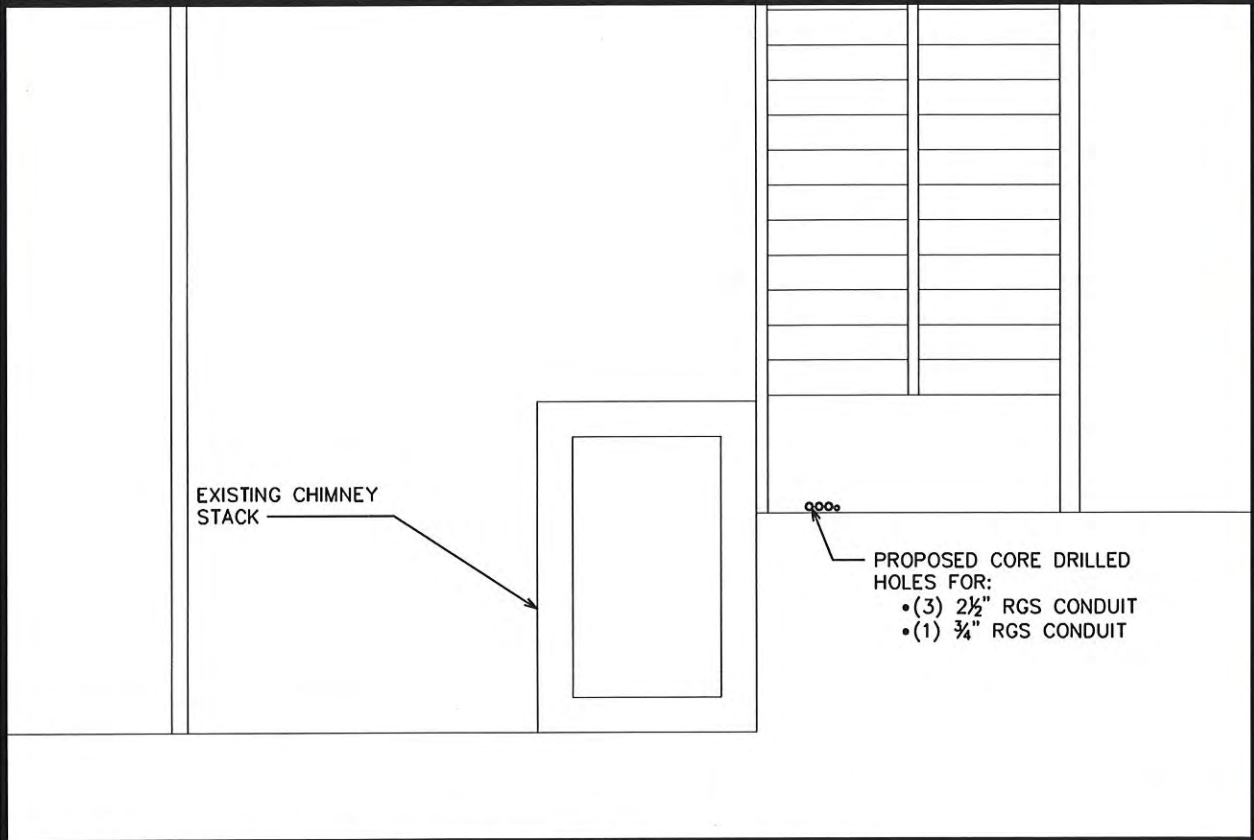 EXISTING CHIMNEY
STACK
PROPOSED CORE DRILLED
HOLES FOR:
•(3) 2½" RGS CONDUIT
•(1) ¾" RGS CONDUIT